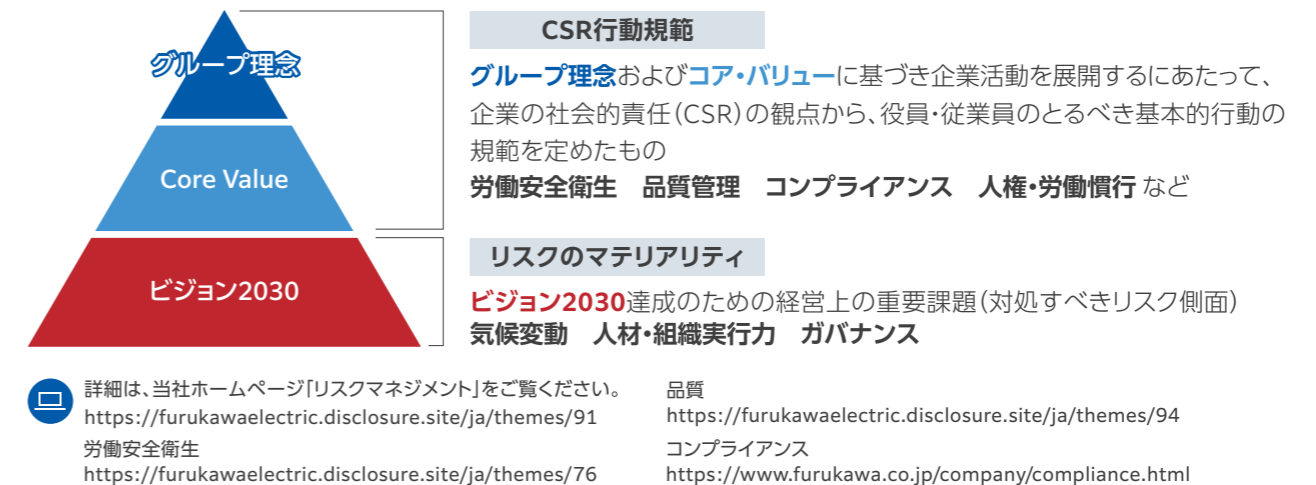 グループ理念
Core Value
ビジョン2030
CSR行動規範
グループ理念およびコア・バリューに基づき企業活動を展開するにあたって、
企業の社会的責任(CSR)の観点から、役員・従業員のとるべき基本的行動の
規範を定めたもの
労働安全衛生　品質管理　コンプライアンス　人権・労働慣行 など
リスクのマテリアリティ
ビジョン2030達成のための経営上の重要課題(対処すべきリスク側面)
気候変動　人材・組織実行力　ガバナンス
詳細は、当社ホームページ「リスクマネジメント」をご覧ください。
https://furukawaelectric.disclosure.site/ja/themes/91
労働安全衛生
https://furukawaelectric.disclosure.site/ja/themes/76
品質
https://furukawaelectric.disclosure.site/ja/themes/94
コンプライアンス
https://www.furukawa.co.jp/company/compliance.html